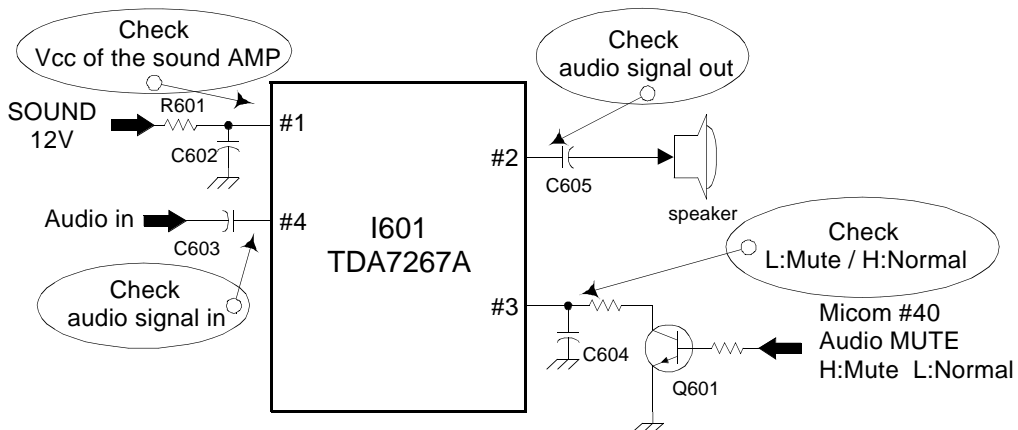 Check
Vcc of the sound AMP
Check
audio signal out
SOUND
12V
R601
#1
C602
#2
C605
speaker
Audio in
#4
C603
I601
TDA7267A
Check
L:Mute / H:Normal
Check
audio signal in
#3
C604
Q601
Micom #40
Audio MUTE
H:Mute L:Normal